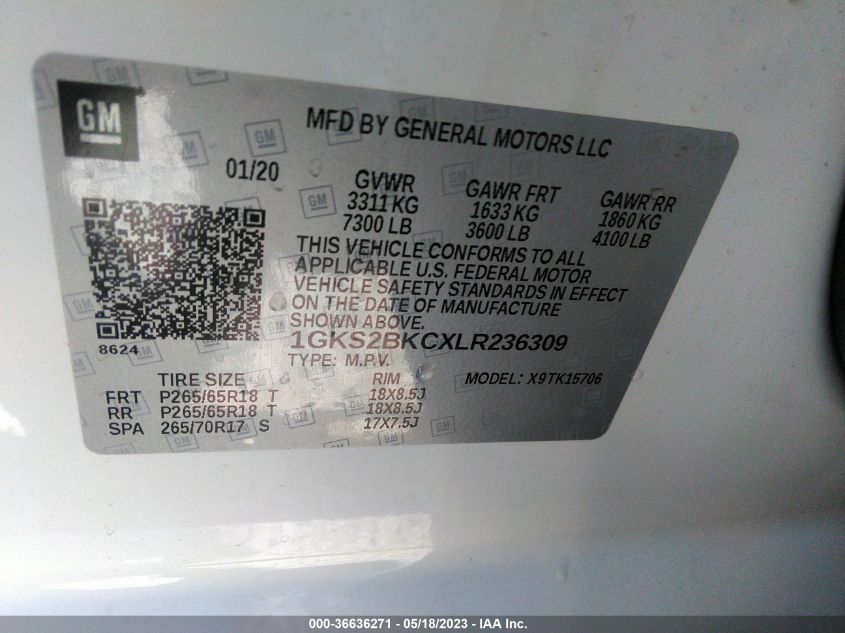 GM
MFD BY GENERAL MOTORS LLC
01/20
GVWR GAWR FRT GAWR RR
3311 KG 1633 KG 1860 KG
7300 LB 3600 LB 4100 LB
THIS VEHICLE CONFORMS TO ALL
APPLICABLE U.S. FEDERAL MOTOR
VEHICLE SAFETY STANDARDS IN EFFECT
ON THE DATE OF MANUFACTURE
SHOWN ABOVE.
8624
1GKS2BKCXLR236309
TYPE: M.P.V.
TIRE SIZE RIM MODEL: X9TK15706
FRT P265/65R18 T 18X8.5J
RR P265/65R18 T 18X8.5J
SPA 265/70R17 S 17X7.5J
000-36636271 - 05/18/2023 - IAA Inc.